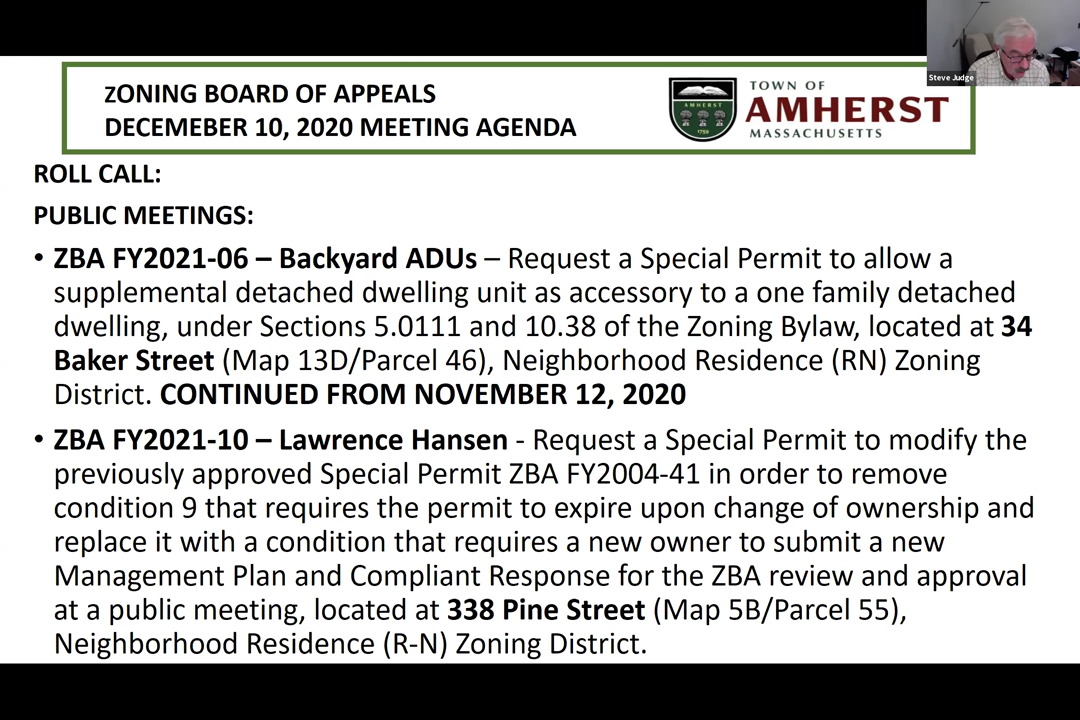 Steve Judge
ZONING BOARD OF APPEALS
DECEMEBER 10, 2020 MEETING AGENDA
AMHERST
1759
TOWN OF
AMHERST
MASSACHUSETTS
ROLL CALL:
PUBLIC MEETINGS:
• ZBA FY2021-06 – Backyard ADUs – Request a Special Permit to allow a
supplemental detached dwelling unit as accessory to a one family detached
dwelling, under Sections 5.0111 and 10.38 of the Zoning Bylaw, located at 34
Baker Street (Map 13D/Parcel 46), Neighborhood Residence (RN) Zoning
District. CONTINUED FROM NOVEMBER 12, 2020
• ZBA FY2021-10 – Lawrence Hansen - Request a Special Permit to modify the
previously approved Special Permit ZBA FY2004-41 in order to remove
condition 9 that requires the permit to expire upon change of ownership and
replace it with a condition that requires a new owner to submit a new
Management Plan and Compliant Response for the ZBA review and approval
at a public meeting, located at 338 Pine Street (Map 5B/Parcel 55),
Neighborhood Residence (R-N) Zoning District.